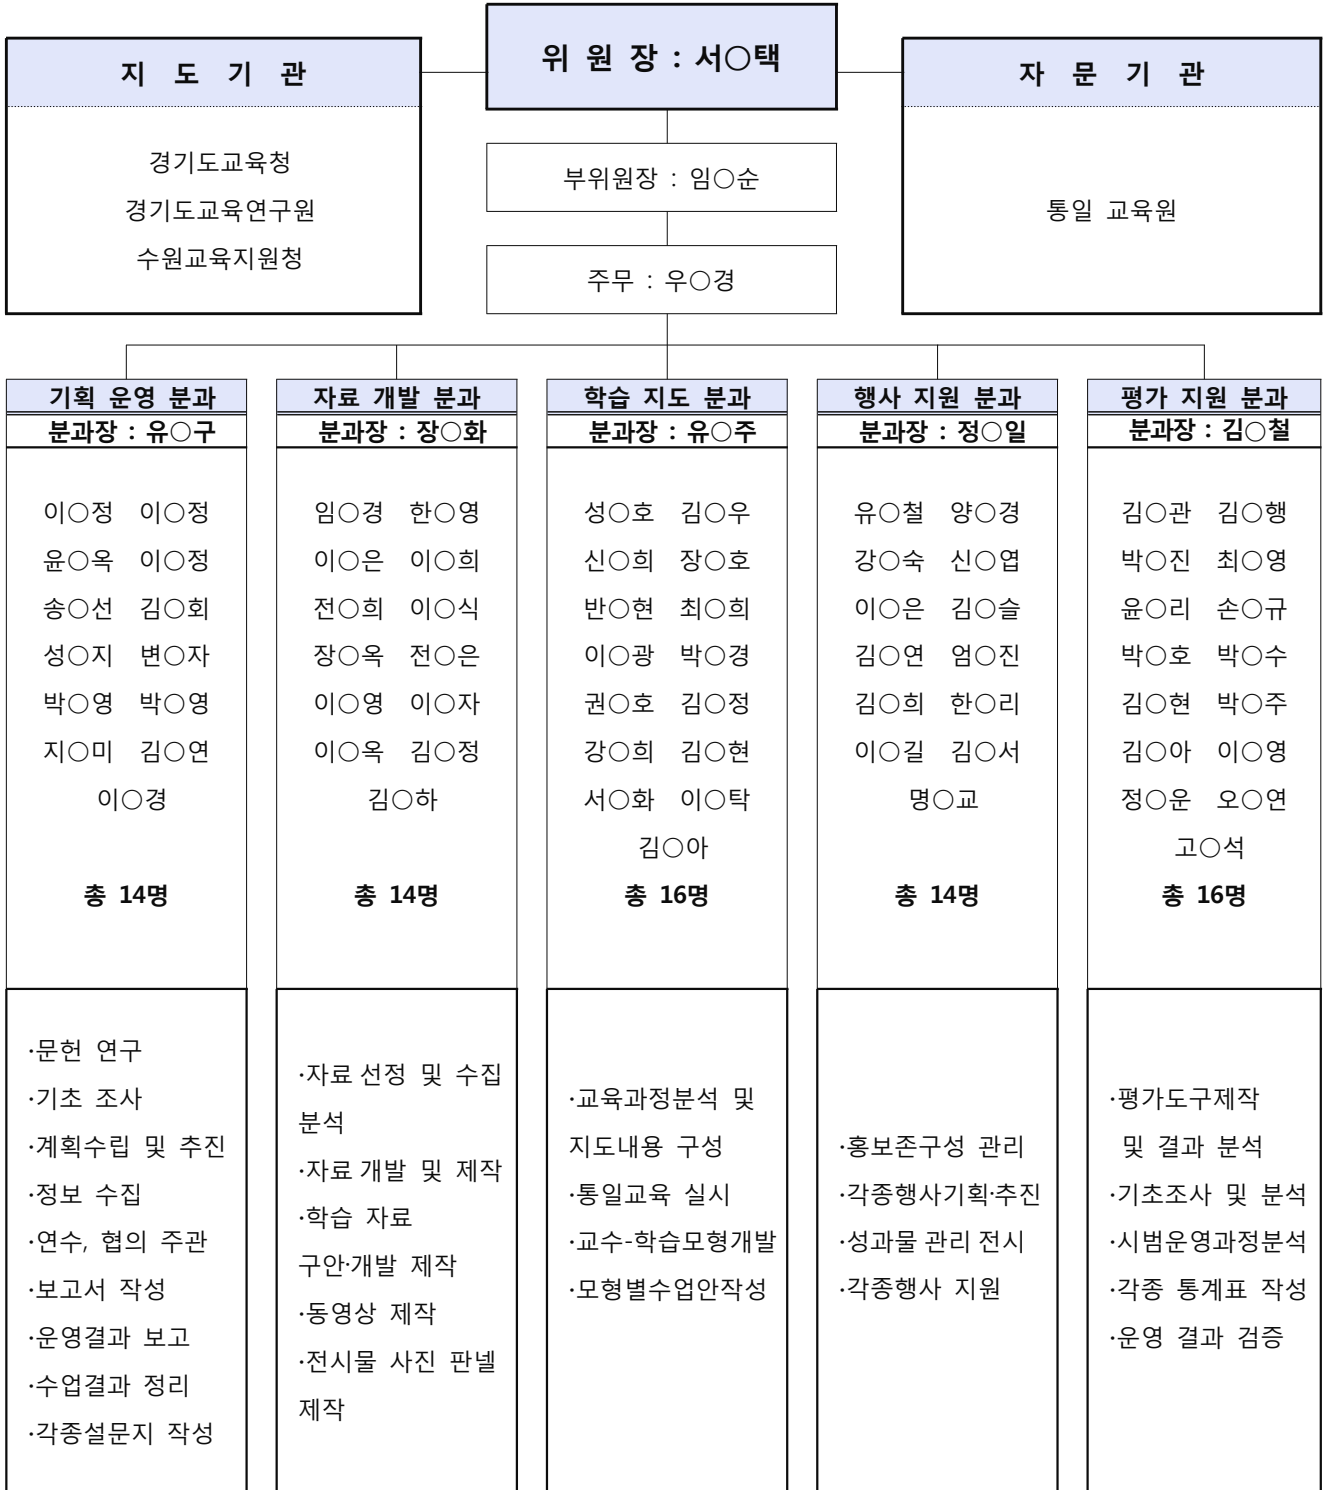 위 원 장 : 서○택
지 도 기 관
경기도교육청
경기도교육연구원
수원교육지원청
자 문 기 관
통일 교육원
부위원장 : 임○순
주무 : 우○경
기획 운영 분과
분과장 : 유○구
이○정 이○정
윤○옥 이○정
송○선 김○회
성○지 변○자
박○영 박○영
지○미 김○연
이○경
총 14명
·문헌 연구
·기초 조사
·계획수립 및 추진
·정보 수집
·연수, 협의 주관
·보고서 작성
·운영결과 보고
·수업결과 정리
·각종설문지 작성
자료 개발 분과
분과장 : 장○화
임○경 한○영
이○은 이○희
전○희 이○식
장○옥 전○은
이○영 이○자
이○옥 김○정
김○하
총 14명
·자료 선정 및 수집
분석
·자료 개발 및 제작
·학습 자료
구안·개발 제작
·동영상 제작
·전시물 사진 판넬
제작
학습 지도 분과
분과장 : 유○주
성○호 김○우
신○희 장○호
반○현 최○희
이○광 박○경
권○호 김○정
강○희 김○현
서○화 이○탁
김○아
총 16명
·교육과정분석 및
지도내용 구성
·통일교육 실시
·교수-학습모형개발
·모형별수업안작성
행사 지원 분과
분과장 : 정○일
유○철 양○경
강○숙 신○엽
이○은 김○슬
김○연 엄○진
김○희 한○리
이○길 김○서
명○교
총 14명
·홍보존구성 관리
·각종행사기획·추진
·성과물 관리 전시
·각종행사 지원
평가 지원 분과
분과장 : 김○철
김○관 김○행
박○진 최○영
윤○리 손○규
박○호 박○수
김○현 박○주
김○아 이○영
정○운 오○연
고○석
총 16명
·평가도구제작
및 결과 분석
·기초조사 및 분석
·시범운영과정분석
·각종 통계표 작성
·운영 결과 검증